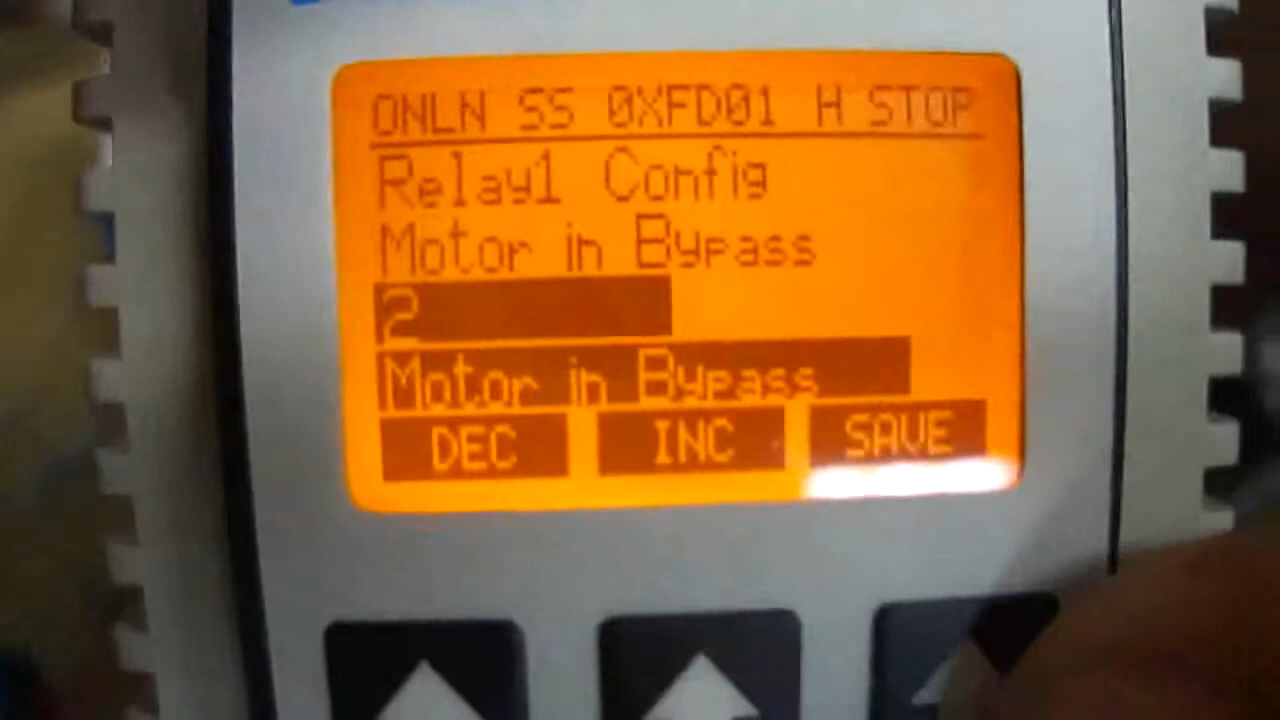 ONLN SS 0XFD01 H STOP
Relay1 Config
Motor in Bypass
2
Motor in Bypass
DEC INC SAVE